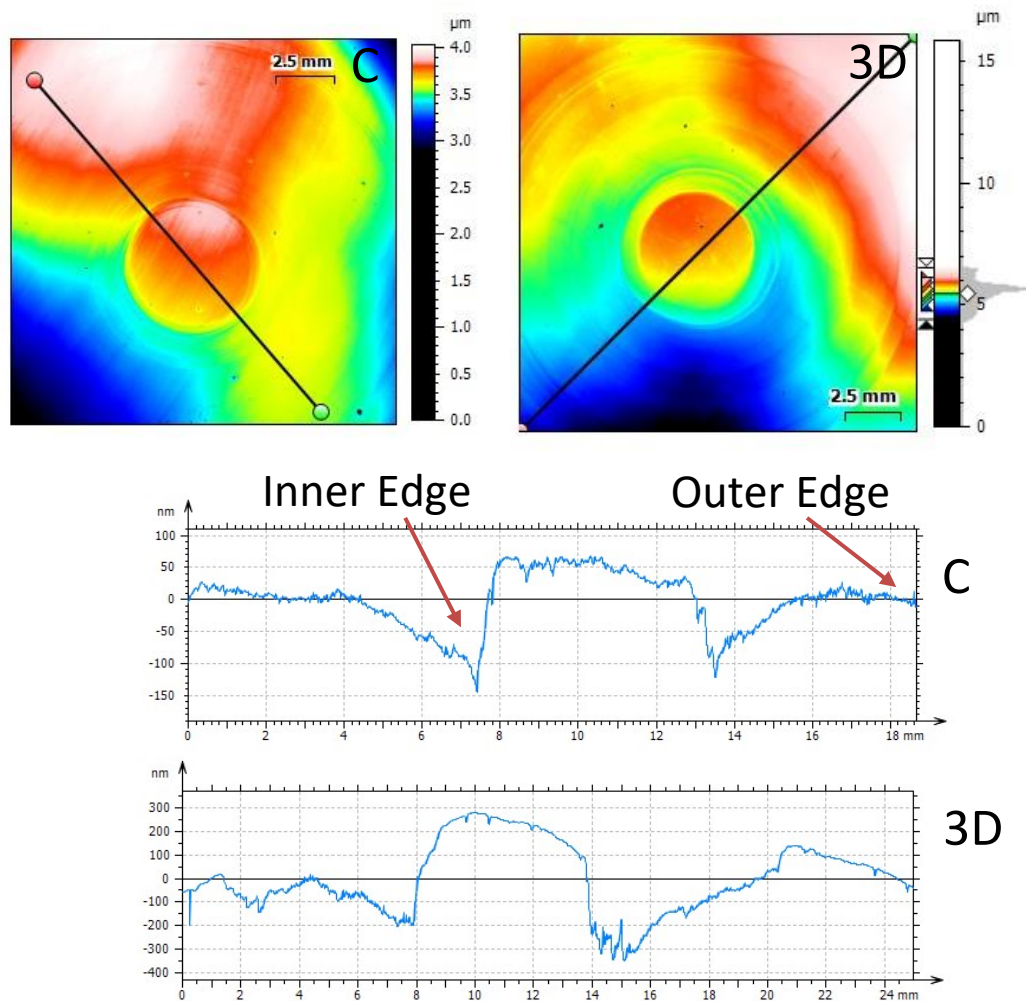 µm
C
2.5 mm
4.0
3.5
3.0
2.5
2.0
1.5
1.0
0.5
0.0
µm
3D
15
10
5
0
2.5 mm
Inner Edge
Outer Edge
nm
100
50
0
-50
-100
-150
0 2 4 6 8 10 12 14 16 18 mm
C
nm
300
200
100
0
-100
-200
-300
-400
0 2 4 6 8 10 12 14 16 18 20 22 24 mm
3D